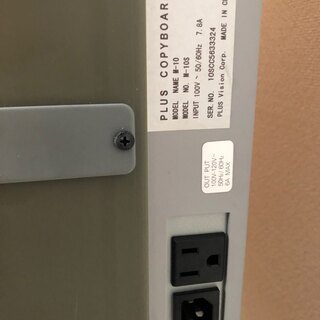 PLUS COPYBOARD
MODEL NAME M-10
MODEL NO. M-10S
INPUT 100V ~ 50/60Hz 7.8A
SER. NO. 10SC05633324
PLUS Vision Corp. MADE IN
OUT PUT
100V-120V~
50Hz / 60Hz
6A MAX.